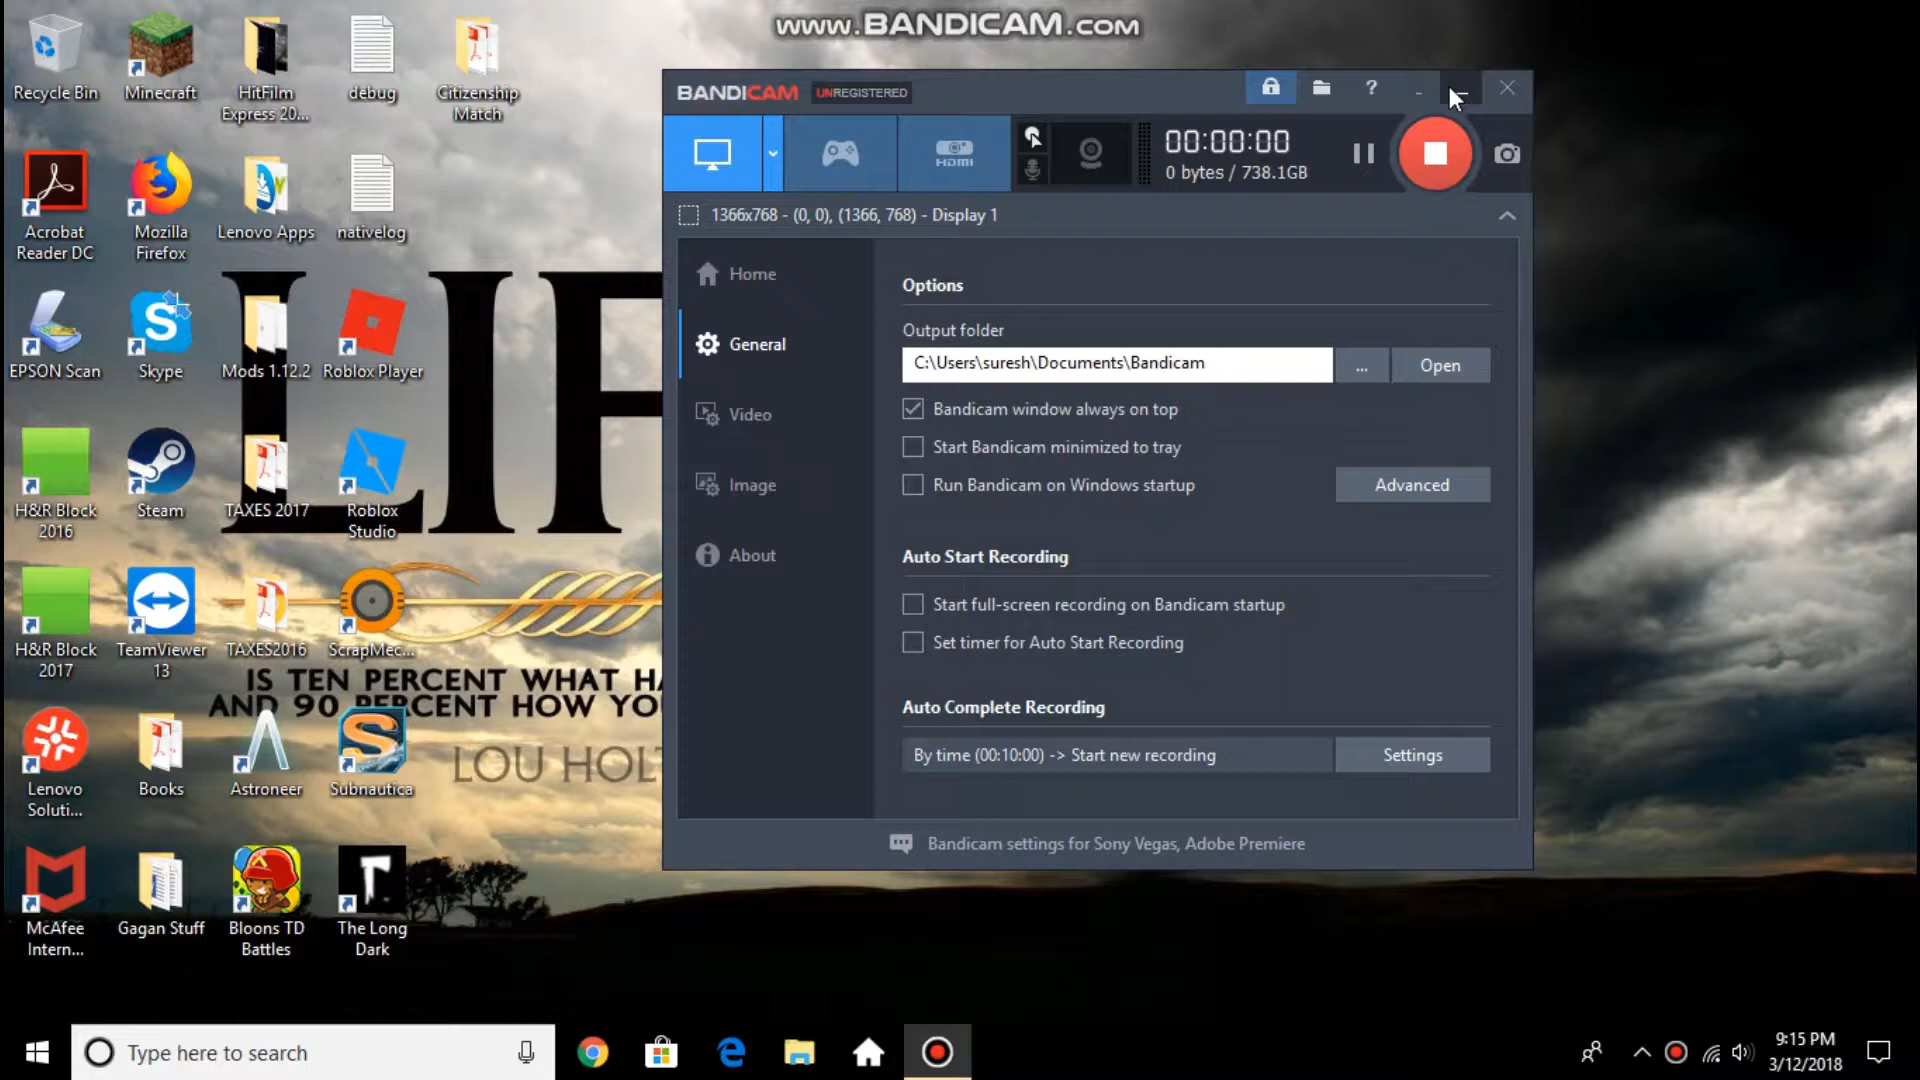 www.BANDICAM.com
Recycle Bin
Minecraft
HitFilm
Express 20...
debug
Citizenship
Match
Acrobat
Reader DC
Mozilla
Firefox
Lenovo Apps
nativelog
EPSON Scan
Skype
Mods 1.12.2
Roblox Player
H&R Block
2016
Steam
TAXES 2017
Roblox
Studio
H&R Block
2017
TeamViewer
13
TAXES2016
ScrapMec...
Lenovo
Soluti...
Books
Astroneer
Subnautica
McAfee
Intern...
Gagan Stuff
Bloons TD
Battles
The Long
Dark
LIF
IS TEN PERCENT WHAT HA
AND 90 PERCENT HOW YO
LOU HOLT
BANDICAM UNREGISTERED
?
HDMI
00:00:00
0 bytes / 738.1GB
1366x768 - (0, 0), (1366, 768) - Display 1
Home
General
Video
Image
About
Options
Output folder
C:\Users\suresh\Documents\Bandicam
...
Open
Bandicam window always on top
Start Bandicam minimized to tray
Run Bandicam on Windows startup
Advanced
Auto Start Recording
Start full-screen recording on Bandicam startup
Set timer for Auto Start Recording
Auto Complete Recording
By time (00:10:00) -> Start new recording
Settings
Bandicam settings for Sony Vegas, Adobe Premiere
Type here to search
9:15 PM
3/12/2018